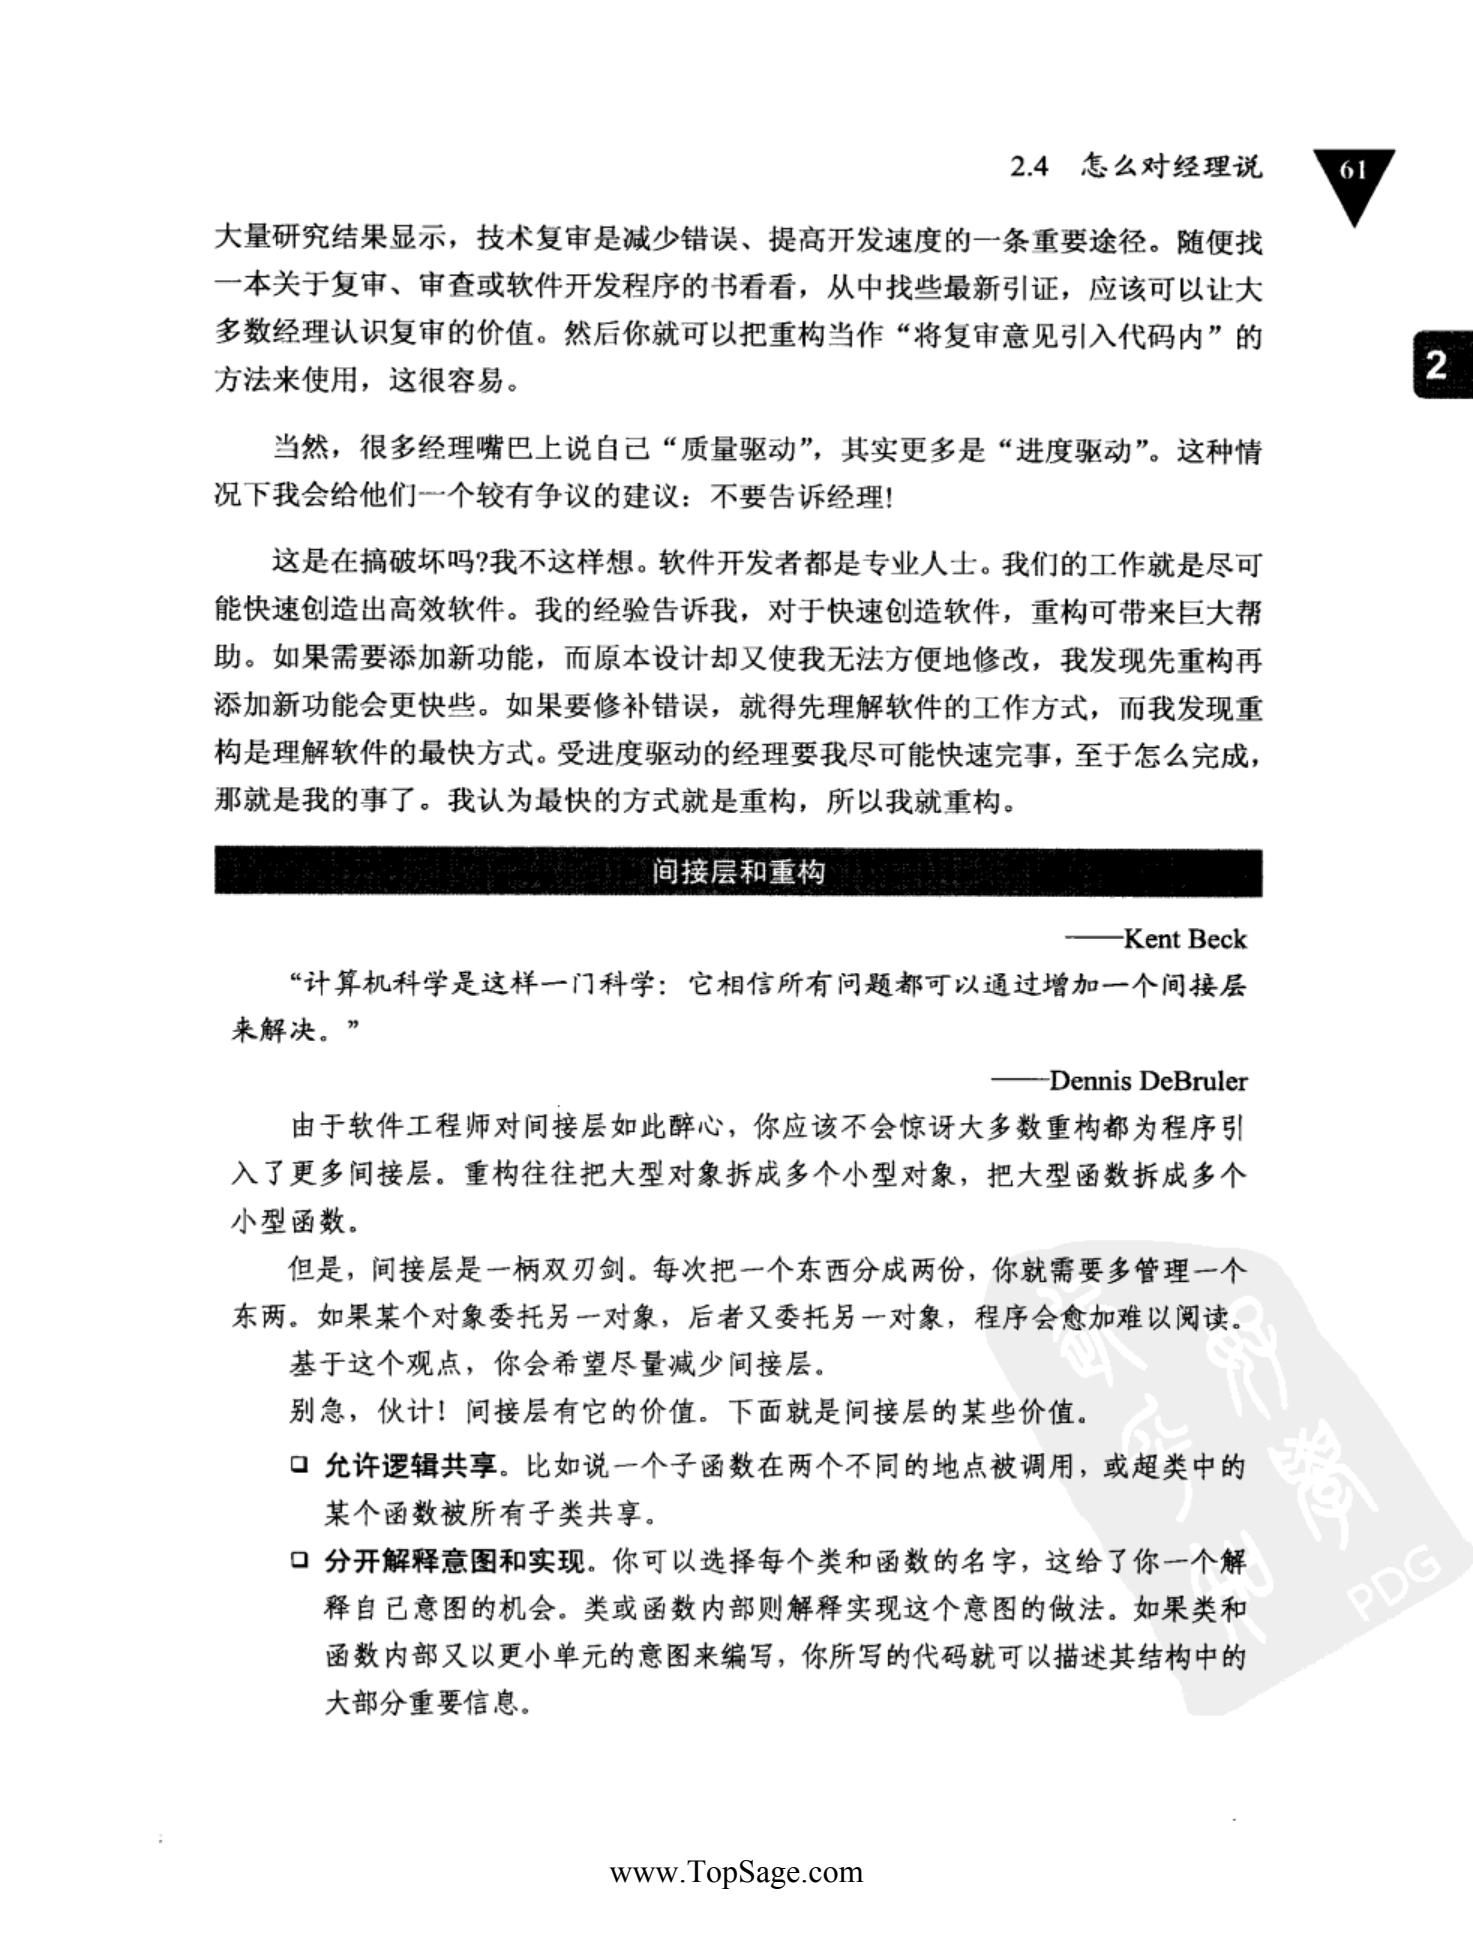 2.4 怎么对经理说
61
大量研究结果显示，技术复审是减少错误、提高开发速度的一条重要途径。随便找
一本关于复审、审查或软件开发程序的书看看，从中找些最新引证，应该可以让大
多数经理认识复审的价值。然后你就可以把重构当作“将复审意见引入代码内”的
方法来使用，这很容易。
2
当然，很多经理嘴巴上说自己“质量驱动”，其实更多是“进度驱动”。这种情
况下我会给他们一个较有争议的建议：不要告诉经理!
这是在搞破坏吗?我不这样想。软件开发者都是专业人士。我们的工作就是尽可
能快速创造出高效软件。我的经验告诉我，对于快速创造软件，重构可带来巨大帮
助。如果需要添加新功能，而原本设计却又使我无法方便地修改，我发现先重构再
添加新功能会更快些。如果要修补错误，就得先理解软件的工作方式，而我发现重
构是理解软件的最快方式。受进度驱动的经理要我尽可能快速完事，至于怎么完成，
那就是我的事了。我认为最快的方式就是重构，所以我就重构。
间接层和重构
——Kent Beck
“计算机科学是这样一门科学：它相信所有问题都可以通过增加一个间接层
来解决。”
——Dennis DeBruler
由于软件工程师对间接层如此醉心，你应该不会惊讶大多数重构都为程序引
入了更多间接层。重构往往把大型对象拆成多个小型对象，把大型函数拆成多个
小型函数。
但是，间接层是一柄双刃剑。每次把一个东西分成两份，你就需要多管理一个
东两。如果某个对象委托另一对象，后者又委托另一对象，程序会愈加难以阅读。
基于这个观点，你会希望尽量减少间接层。
别急，伙计！间接层有它的价值。下面就是间接层的某些价值。
❑ 允许逻辑共享。比如说一个子函数在两个不同的地点被调用，或超类中的
某个函数被所有子类共享。
❑ 分开解释意图和实现。你可以选择每个类和函数的名字，这给了你一个解
释自己意图的机会。类或函数内部则解释实现这个意图的做法。如果类和
函数内部又以更小单元的意图来编写，你所写的代码就可以描述其结构中的
大部分重要信息。
PDG
www.TopSage.com